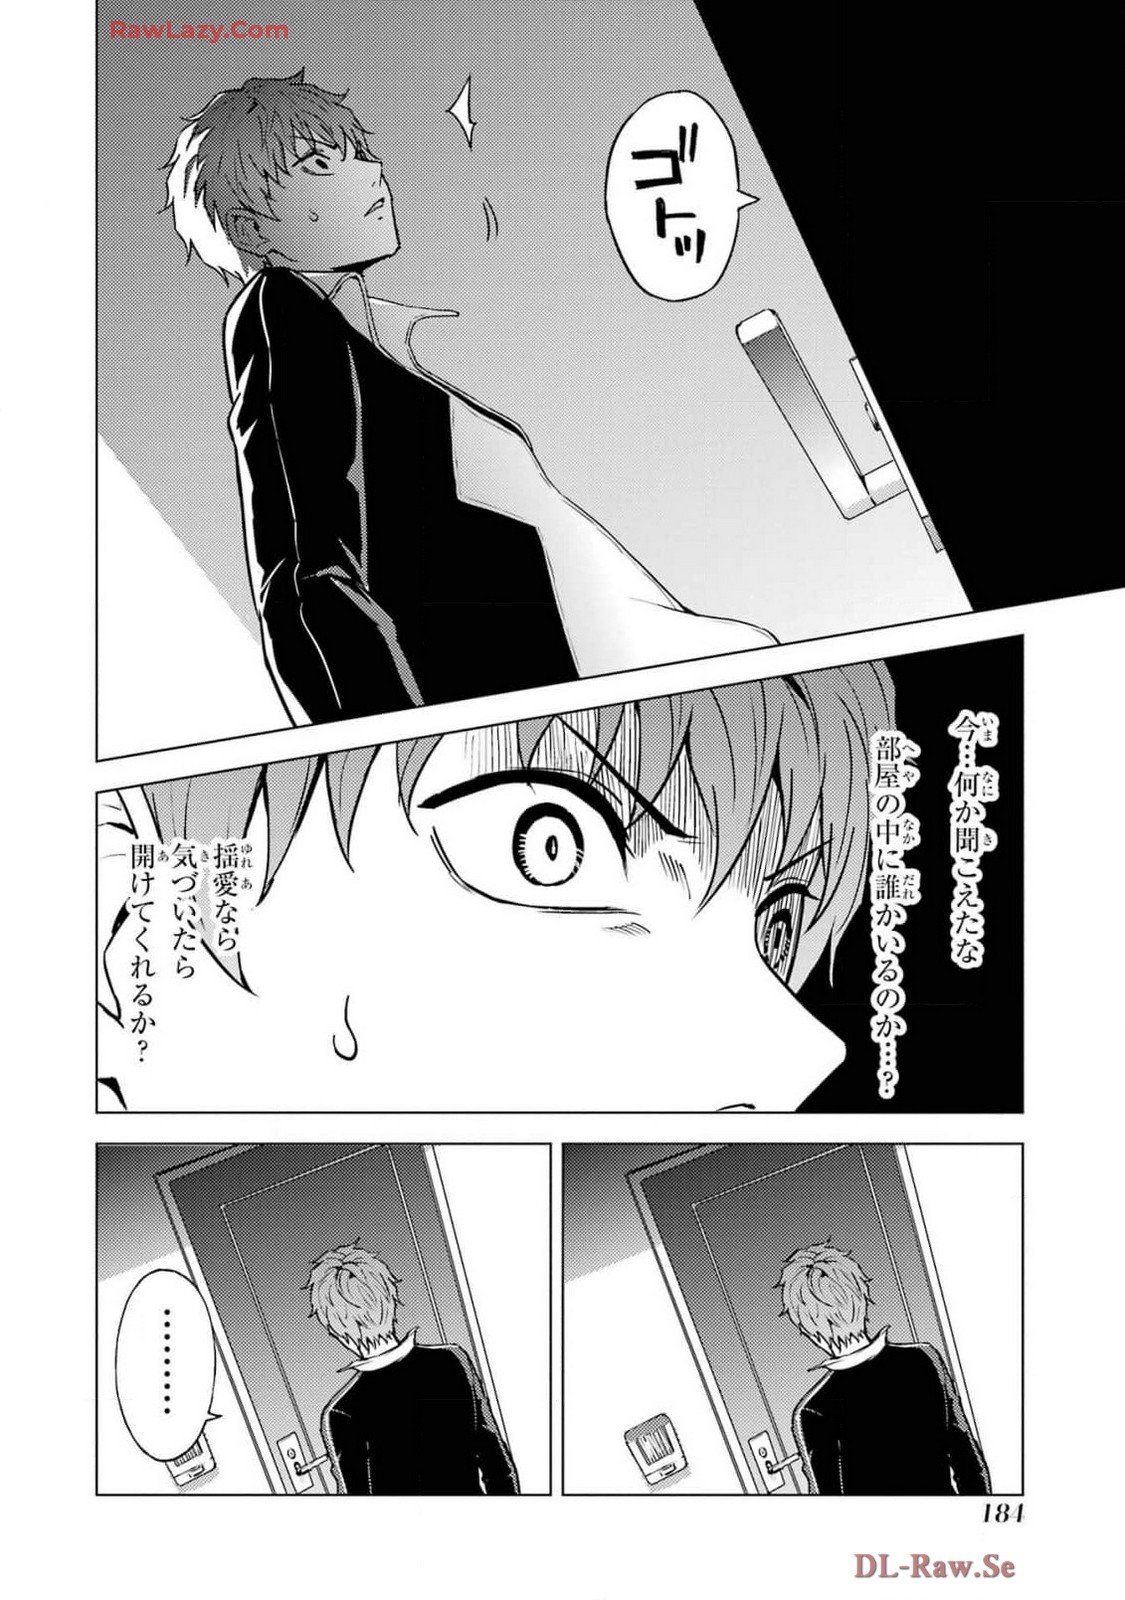 RawLazy.Com
ゴトッ
今…何か聞こえたな
部屋の中に誰かいるのか…?
揺愛なら
気づいたら
開けてくれるか?
………
184
DL-Raw.Se